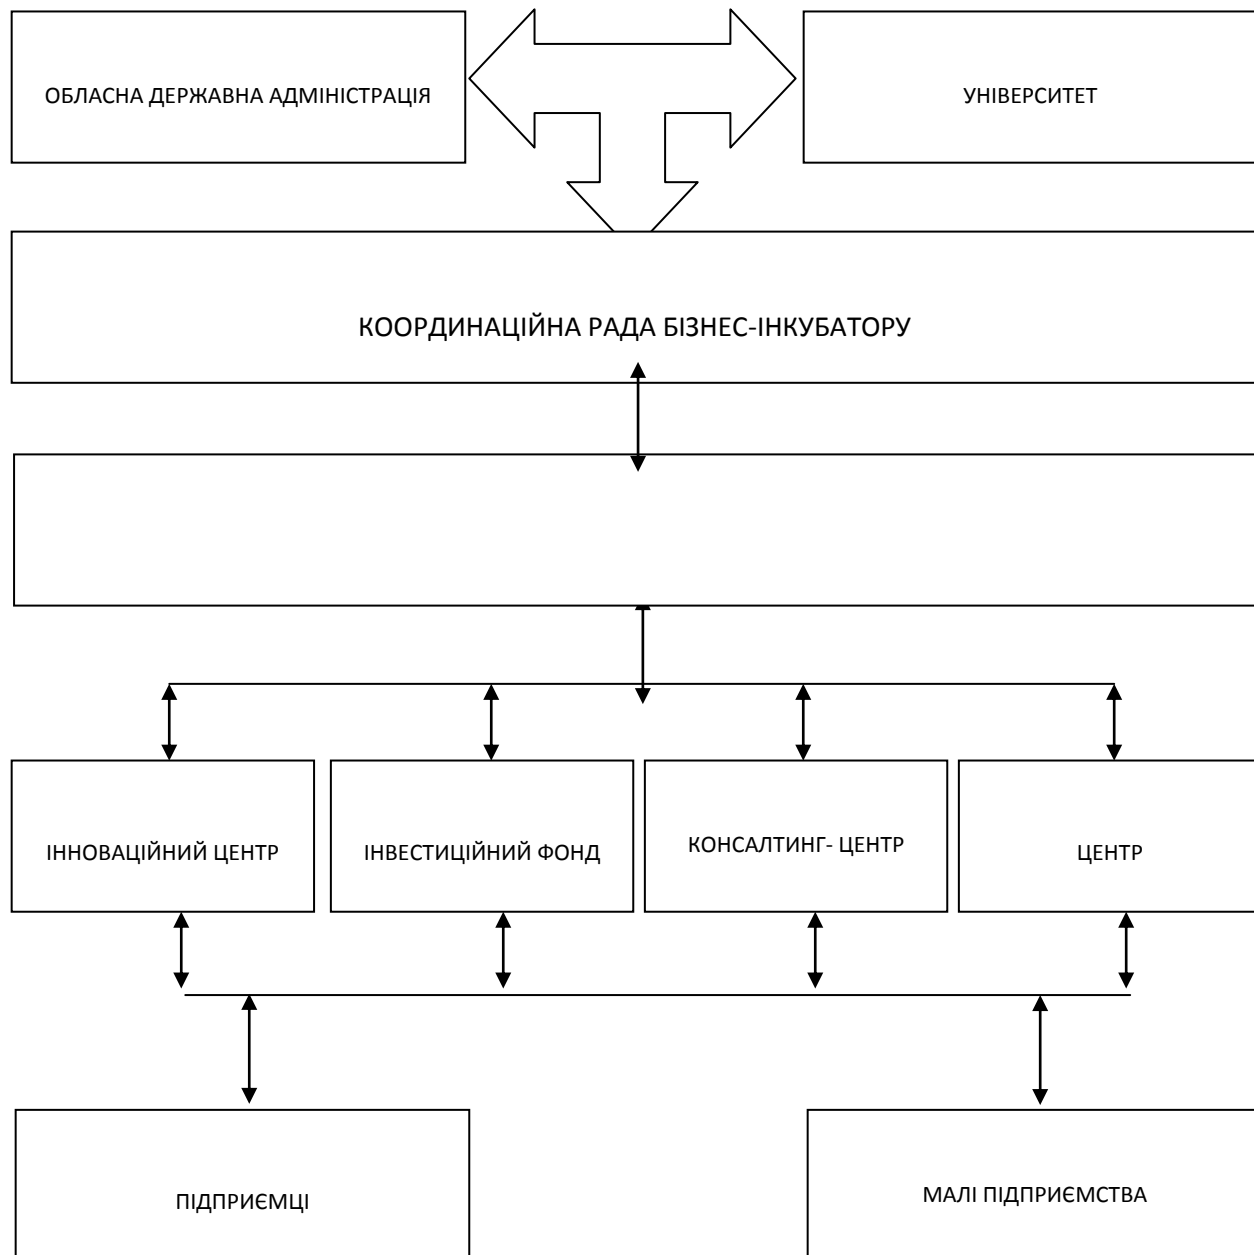 ОБЛАСНА ДЕРЖАВНА АДМІНІСТРАЦІЯ
УНІВЕРСИТЕТ
КООРДИНАЦІЙНА РАДА БІЗНЕС-ІНКУБАТОРУ
ІННОВАЦІЙНИЙ ЦЕНТР
ІНВЕСТИЦІЙНИЙ ФОНД
КОНСАЛТИНГ- ЦЕНТР
ЦЕНТР
ПІДПРИЄМЦІ
МАЛІ ПІДПРИЄМСТВА